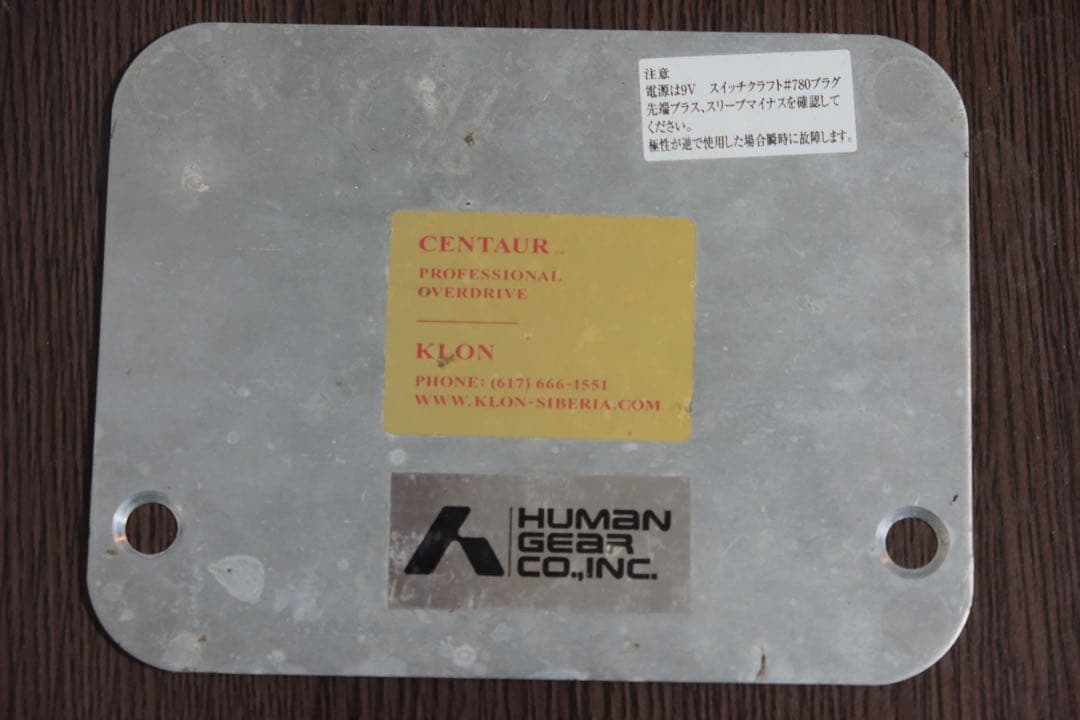 注意
電源は9V　スイッチクラフト#780プラグ
先端プラス、スリーブマイナスを確認して
ください。
極性が逆で使用した場合瞬時に故障します。
CENTAUR
PROFESSIONAL
OVERDRIVE
KLON
PHONE: (617) 666-1551
WWW.KLON-SIBERIA.COM
HUMAN
GEAR
CO.,INC.